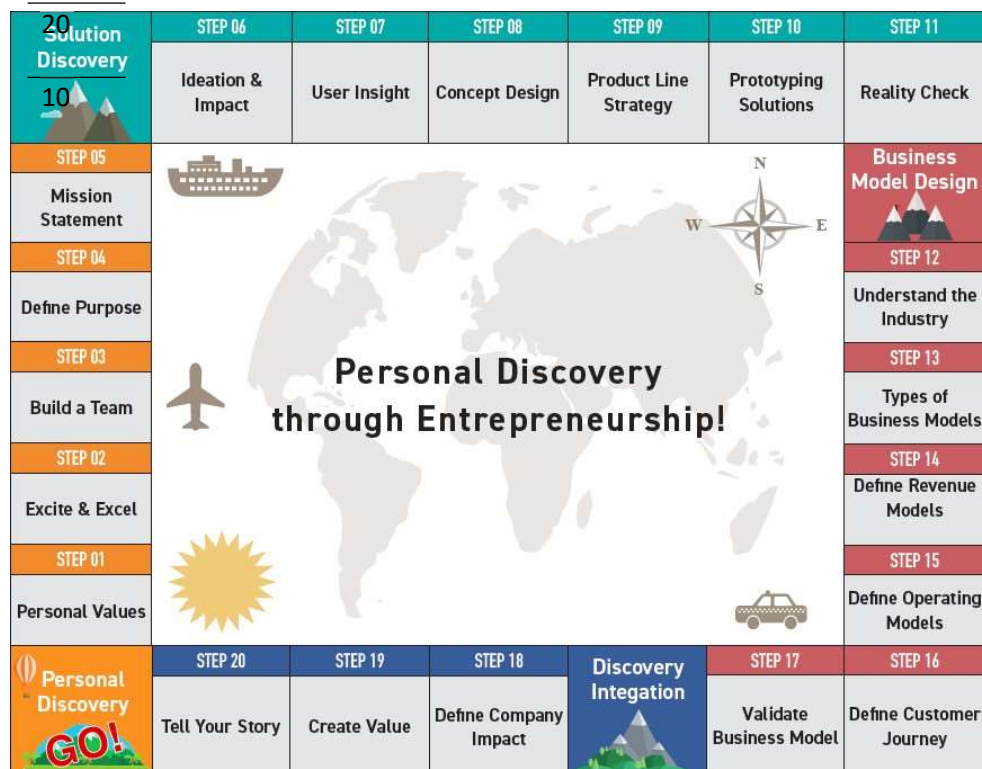 20
Solution
Discovery
10
STEP 06
Ideation &
Impact
STEP 07
User Insight
STEP 08
Concept Design
STEP 09
Product Line
Strategy
STEP 10
Prototyping
Solutions
STEP 11
Reality Check
STEP 05
Mission
Statement
STEP 04
Define Purpose
STEP 03
Build a Team
STEP 02
Excite & Excel
STEP 01
Personal Values
N
W
E
S
Personal Discovery
through Entrepreneurship!
Business
Model Design
STEP 12
Understand the
Industry
STEP 13
Types of
Business Models
STEP 14
Define Revenue
Models
STEP 15
Define Operating
Models
Personal
Discovery
GO!
STEP 20
Tell Your Story
STEP 19
Create Value
STEP 18
Define Company
Impact
Discovery
Integation
STEP 17
Validate
Business Model
STEP 16
Define Customer
Journey